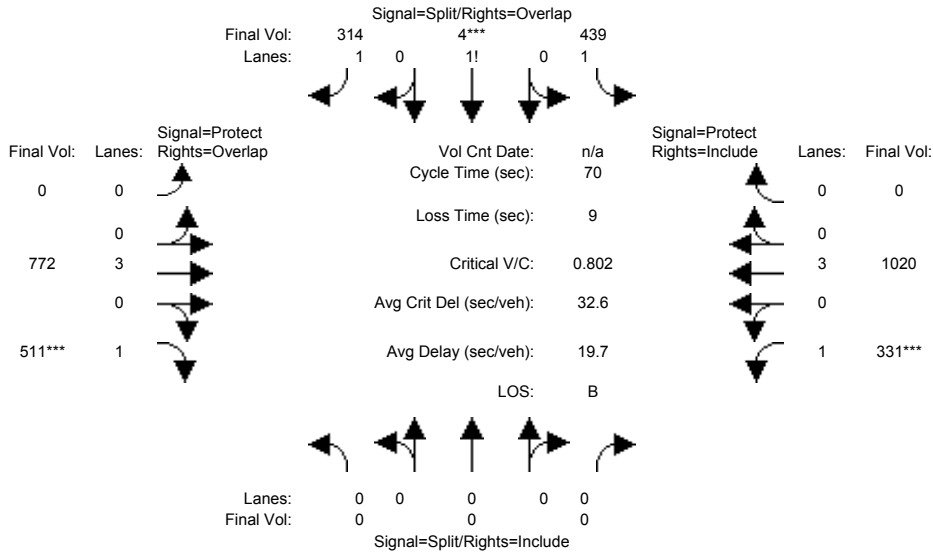 Signal=Split/Rights=Overlap
Final Vol: 314 4*** 439
Lanes: 1 0 1! 0 1
Signal=Protect
Final Vol: Lanes: Rights=Overlap
Vol Cnt Date: n/a
Signal=Protect
Rights=Include Lanes: Final Vol:
Cycle Time (sec): 70
0 0
0 0
Loss Time (sec): 9
0
0
772 3
Critical V/C: 0.802
3 1020
0
Avg Crit Del (sec/veh): 32.6
0
511*** 1
Avg Delay (sec/veh): 19.7
1 331***
LOS: B
Lanes: 0 0 0 0 0
Final Vol: 0 0 0
Signal=Split/Rights=Include